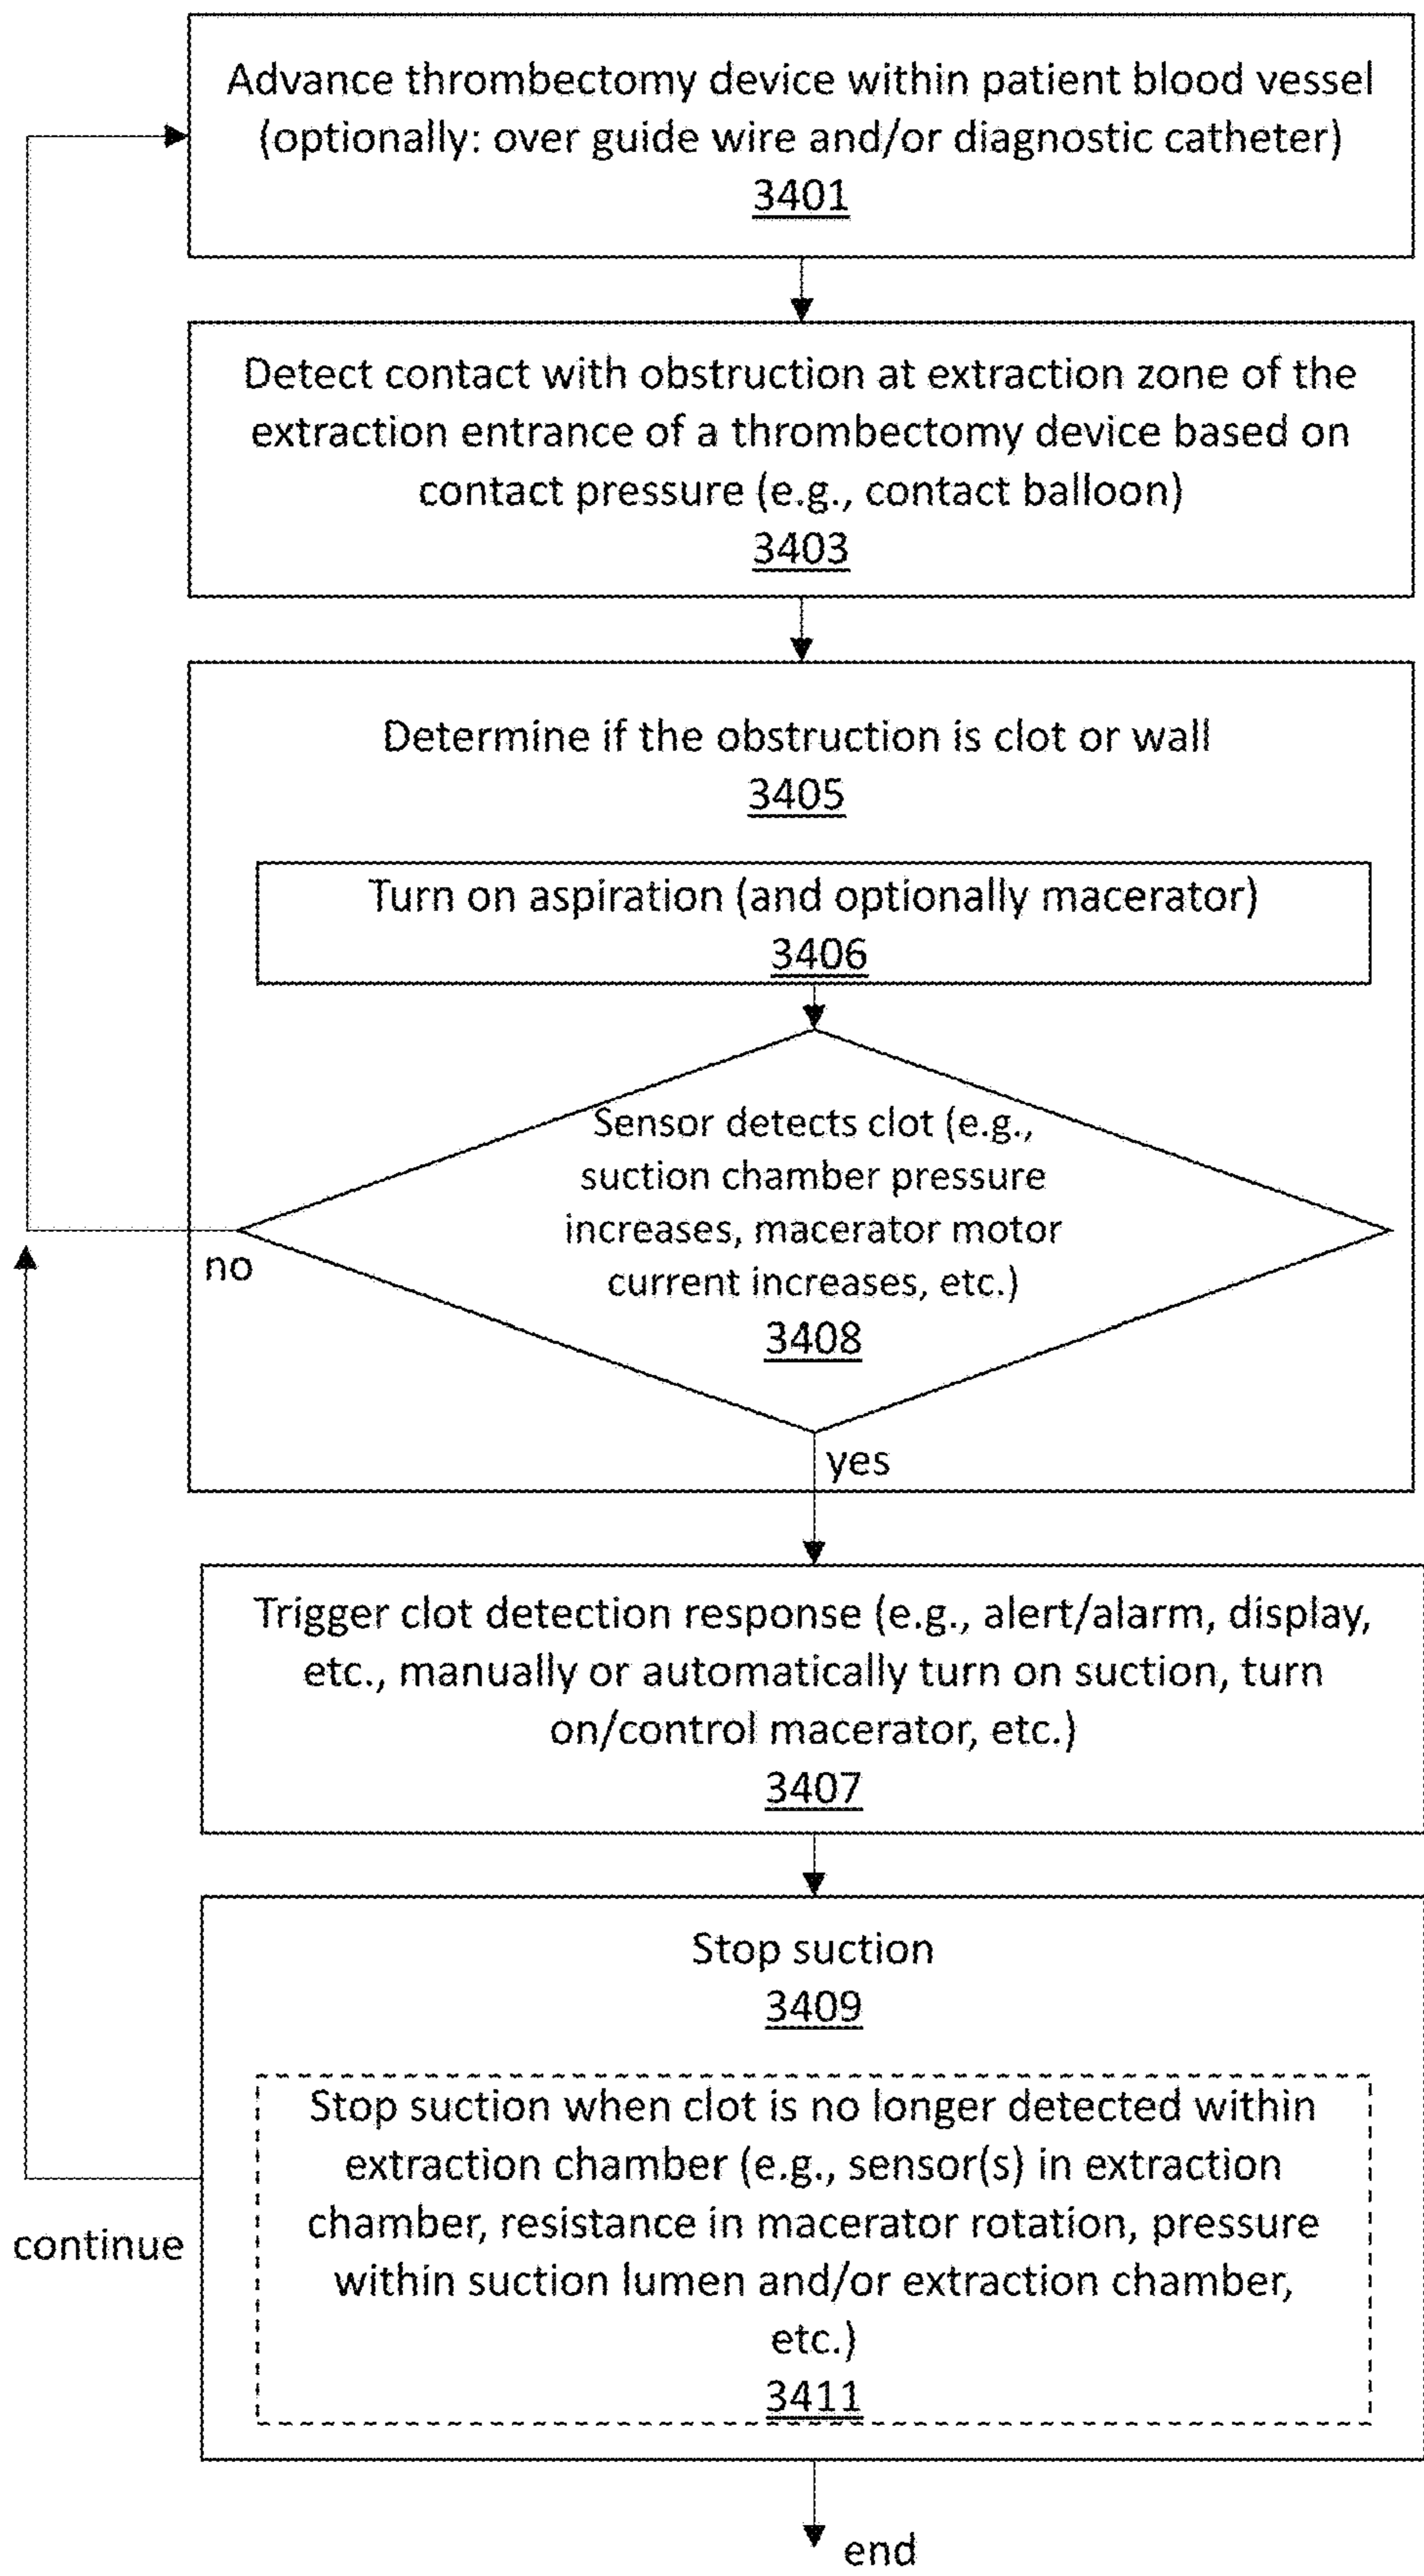 Advance thrombectomy device within patient blood vessel
(optionally: over guide wire and/or diagnostic catheter)
3401
Detect contact with obstruction at extraction zone of the
extraction entrance of a thrombectomy device based on
contact pressure (e.g., contact balloon)
3403
Determine if the obstruction is clot or wall
3405
Turn on aspiration (and optionally macerator)
3406
Sensor detects clot (e.g.,
suction chamber pressure
increases, macerator motor
current increases, etc.)
3408
no
yes
Trigger clot detection response (e.g., alert/alarm, display,
etc., manually or automatically turn on suction, turn
on/control macerator, etc.)
3407
Stop suction
3409
Stop suction when clot is no longer detected within
extraction chamber (e.g., sensor(s) in extraction
chamber, resistance in macerator rotation, pressure
within suction lumen and/or extraction chamber,
etc.)
3411
continue
end